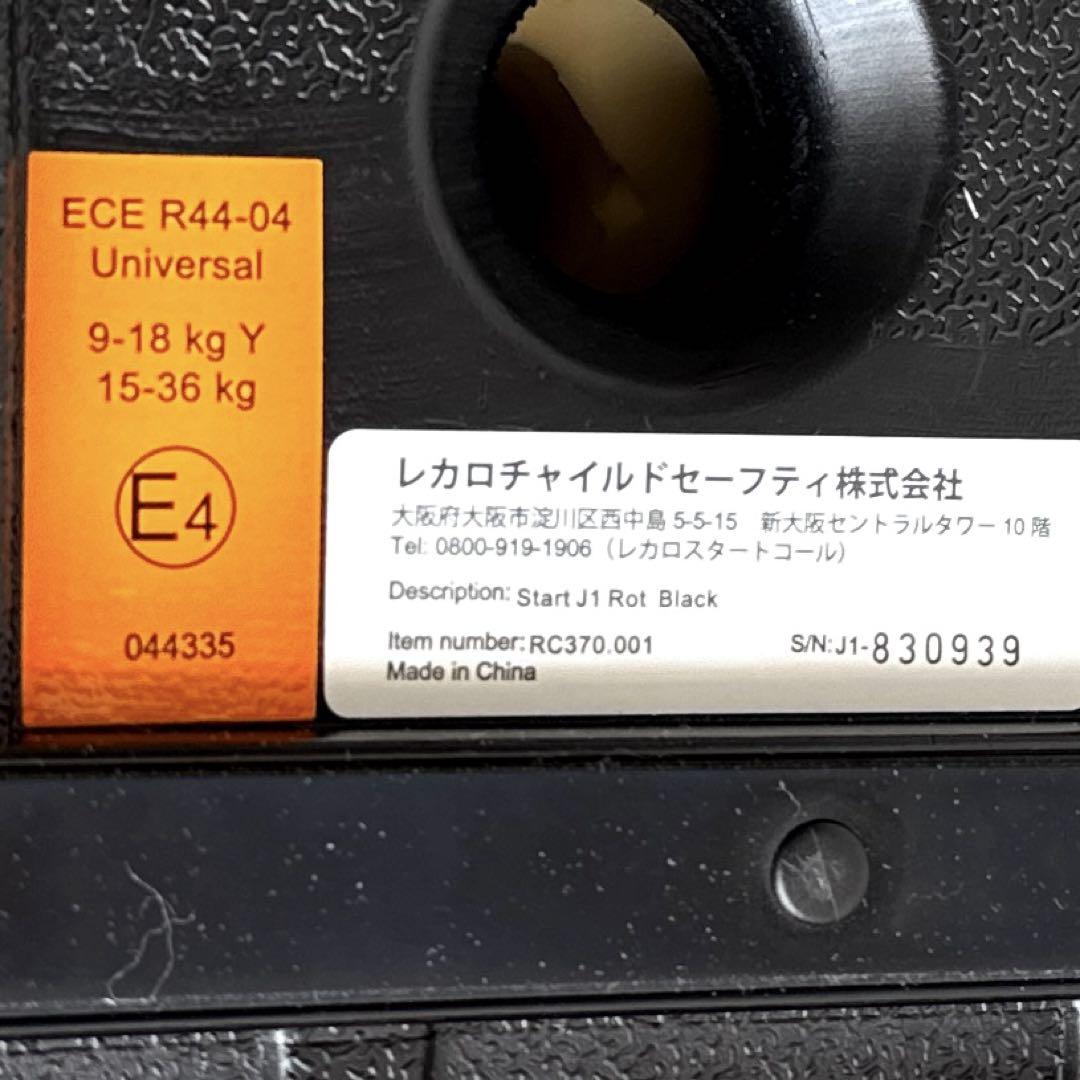 ECE R44-04
Universal
9-18 kg Y
15-36 kg
E4
044335
レカロチャイルドセーフティ株式会社
大阪府大阪市淀川区西中島 5-5-15　新大阪セントラルタワー 10 階
Tel: 0800-919-1906（レカロスタートコール）
Description: Start J1 Rot Black
Item number: RC370.001 S/N: J1-830939
Made in China